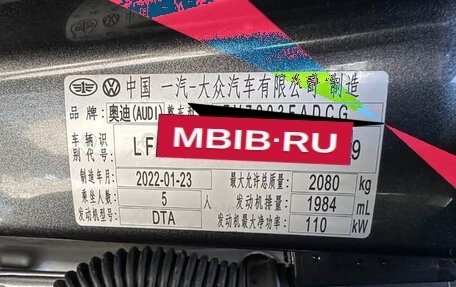 中国 一汽-大众汽车有限公司 制造
品牌: 奥迪(AUDI)
MBIB.RU
车辆识别代号: LF 9
制造年月 2022-01-23 最大允许总质量 2080 kg
乘坐人数 5 人 发动机排量 1984 mL
发动机型号 DTA 发动机最大净功率 110 kW